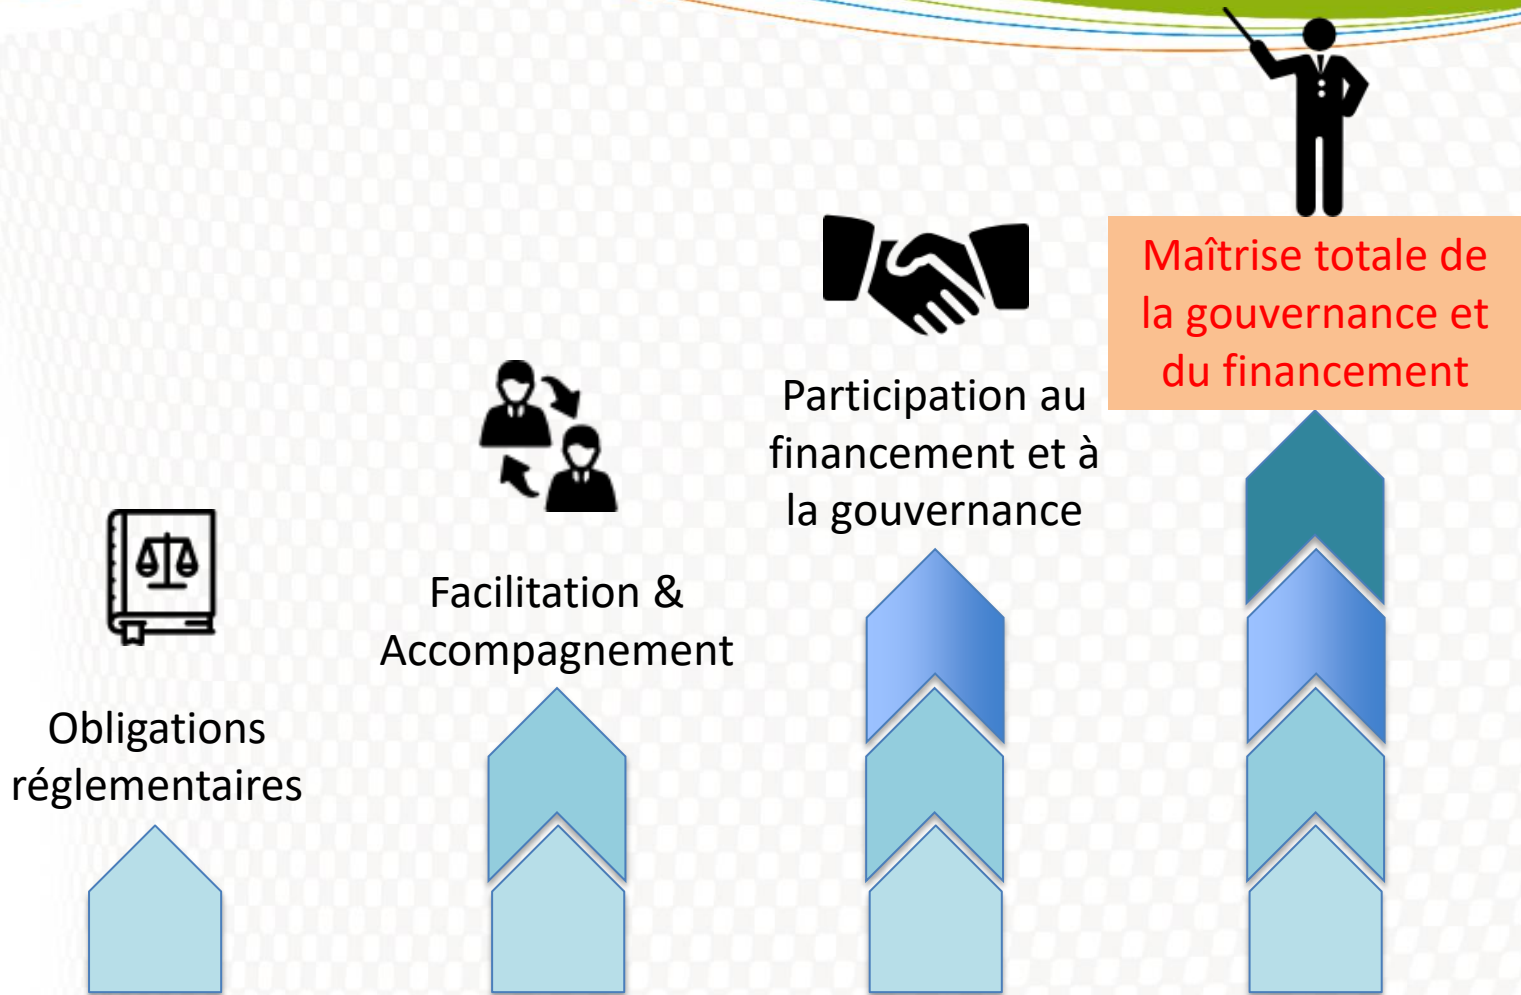 Obligations
réglementaires
Facilitation &
Accompagnement
Participation au
financement et à
la gouvernance
Maîtrise totale de
la gouvernance et
du financement